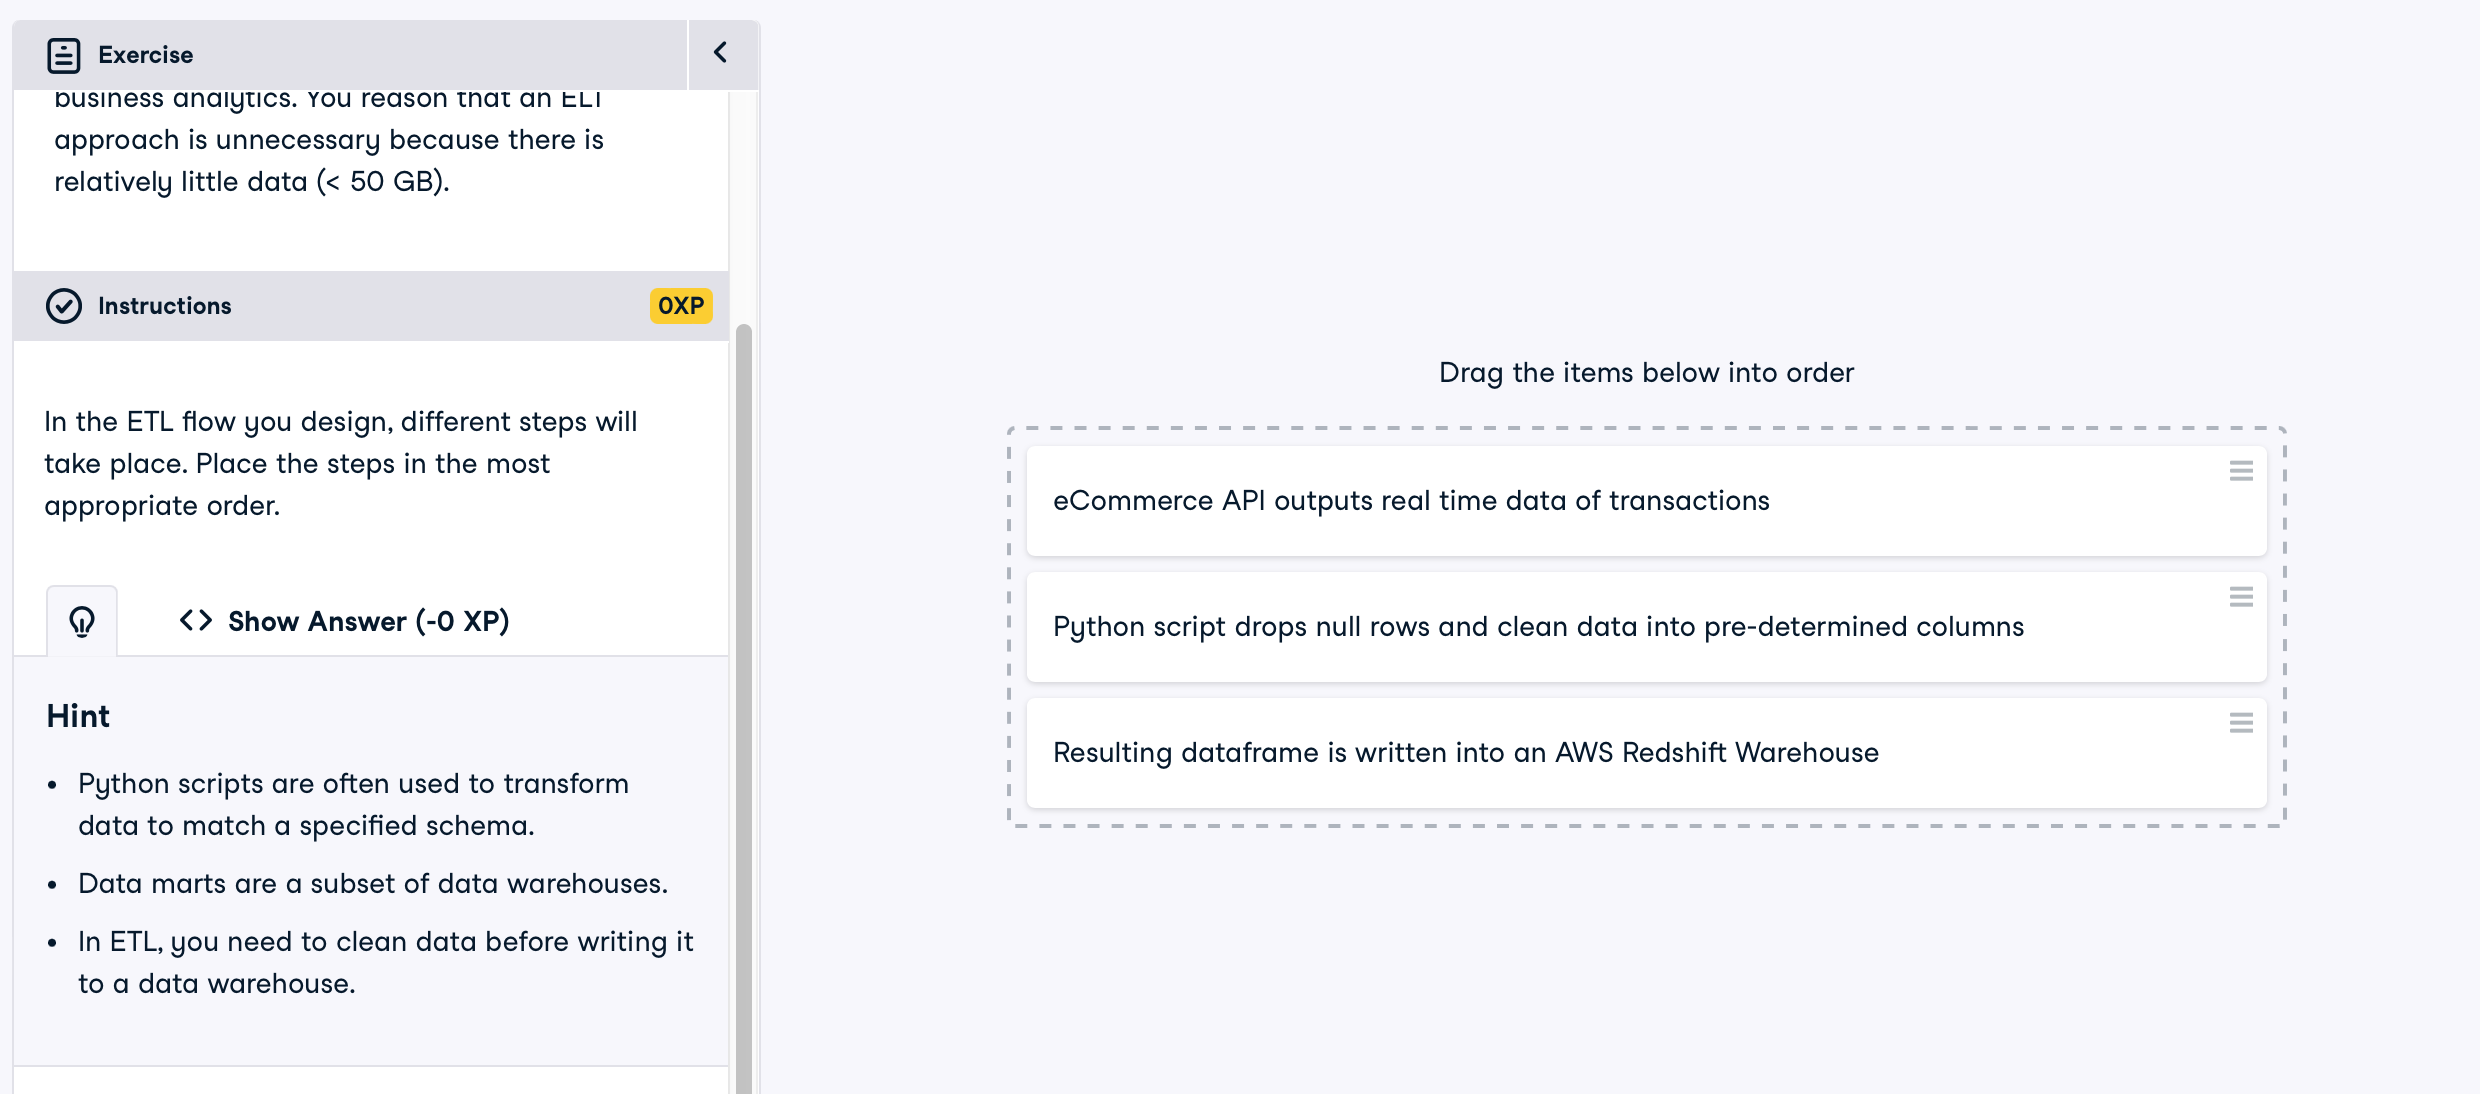 Exercise
business analytics. You reason that an ELT
approach is unnecessary because there is
relatively little data (< 50 GB).
Instructions
0XP
In the ETL flow you design, different steps will
take place. Place the steps in the most
appropriate order.
<> Show Answer (-0 XP)
Hint
• Python scripts are often used to transform
data to match a specified schema.
• Data marts are a subset of data warehouses.
• In ETL, you need to clean data before writing it
to a data warehouse.
Drag the items below into order
eCommerce API outputs real time data of transactions
Python script drops null rows and clean data into pre-determined columns
Resulting dataframe is written into an AWS Redshift Warehouse